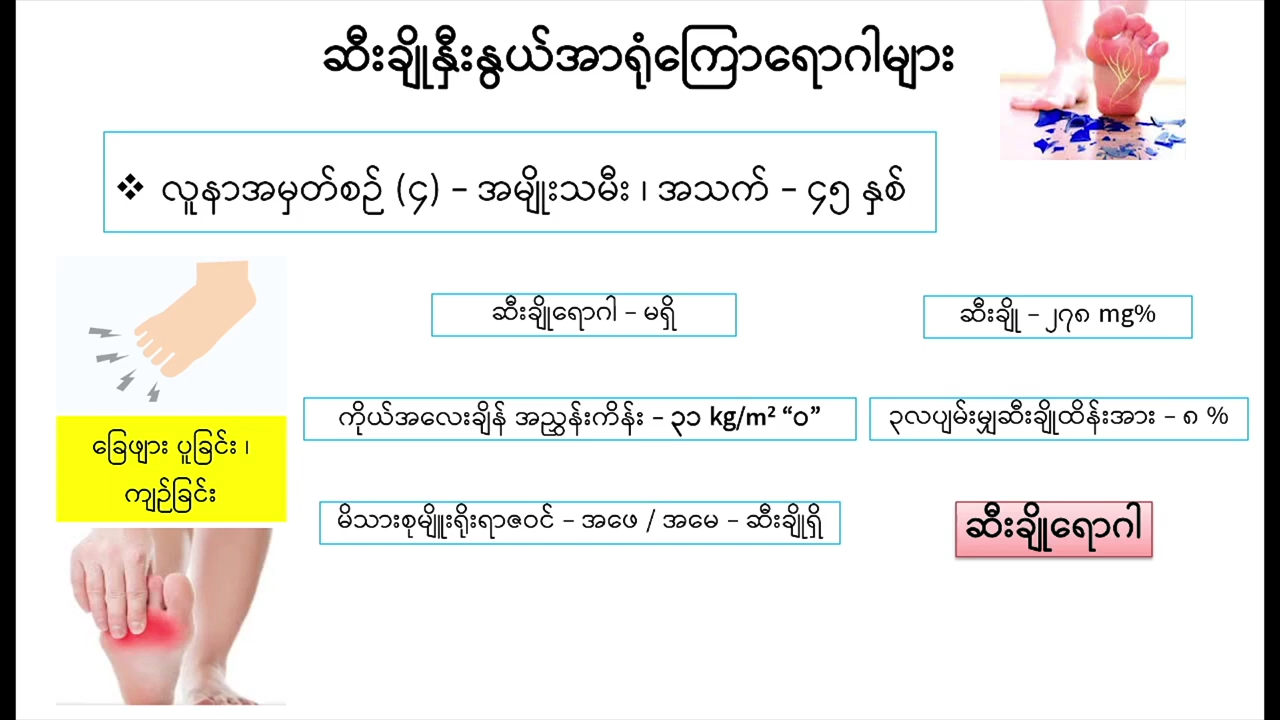 ဆီးချိုနှီးနွယ်အာရုံကြောရောဂါများ
❖ လူနာအမှတ်စဉ် (၄) – အမျိုးသမီး ၊ အသက် – ၄၅ နှစ်
ဆီးချိုရောဂါ – မရှိ
ဆီးချို – ၂၇၈ mg%
ကိုယ်အလေးချိန် အညွှန်းကိန်း – ၃၁ kg/m² “ဝ”
၃လပျမ်းမျှဆီးချိုထိန်းအား – ၈ %
ခြေဖျား ပူခြင်း ၊
ကျဉ်ခြင်း
မိသားစုမျိူးရိုးရာဇဝင် – အဖေ / အမေ – ဆီးချိုရှိ
ဆီးချိုရောဂါ